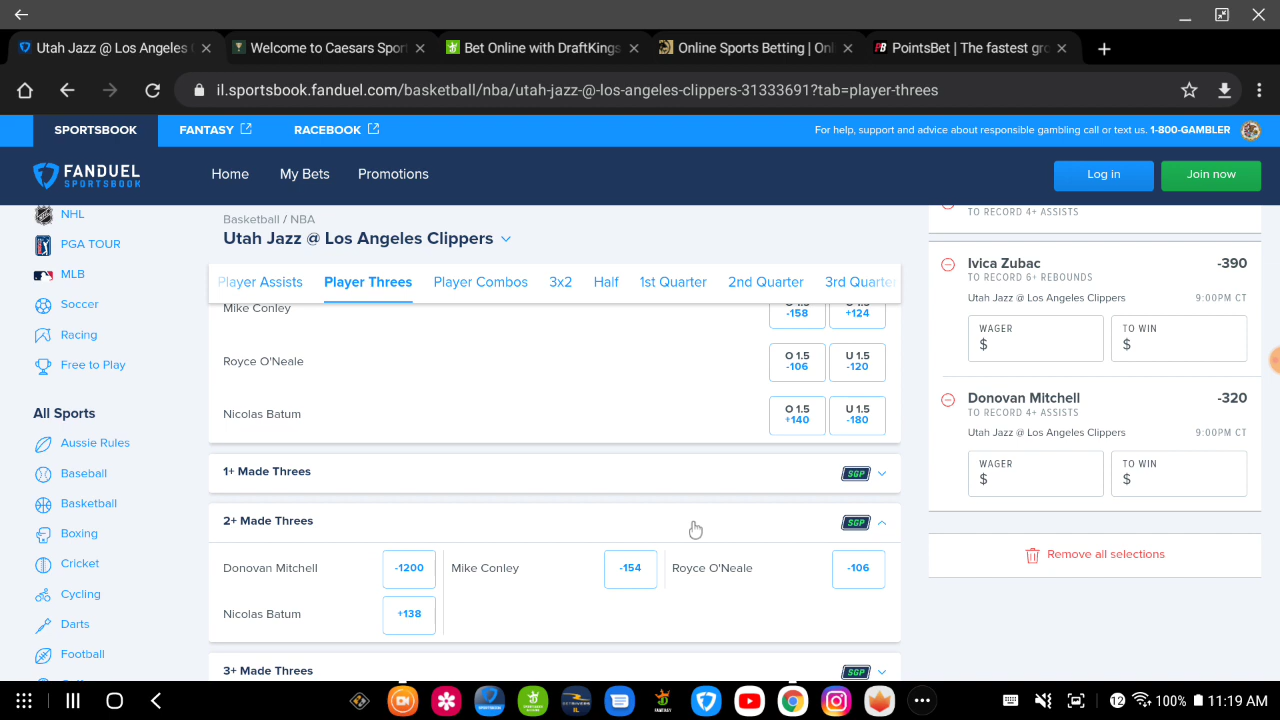 Utah Jazz @ Los Angeles
Welcome to Caesars Sport
Bet Online with DraftKings
Online Sports Betting | Onl
PointsBet | The fastest gr
il.sportsbook.fanduel.com/basketball/nba/utah-jazz-@-los-angeles-clippers-31333691?tab=player-threes
SPORTSBOOK FANTASY RACEBOOK For help, support and advice about responsible gambling call or text us. 1-800-GAMBLER
FANDUEL
SPORTSBOOK
Home My Bets Promotions Log in Join now
NHL
PGA TOUR
MLB
Soccer
Racing
Free to Play
All Sports
Aussie Rules
Baseball
Basketball
Boxing
Cricket
Cycling
Darts
Football
Basketball / NBA
Utah Jazz @ Los Angeles Clippers
Player Assists Player Threes Player Combos 3x2 Half 1st Quarter 2nd Quarter 3rd Quarter
Mike Conley -158 +124
Royce O'Neale O 1.5 -106 U 1.5 -120
Nicolas Batum O 1.5 +140 U 1.5 -180
1+ Made Threes SGP
2+ Made Threes SGP
Donovan Mitchell -1200 Mike Conley -154 Royce O'Neale -106
Nicolas Batum +138
3+ Made Threes SGP
TO RECORD 4+ ASSISTS
Ivica Zubac -390
TO RECORD 6+ REBOUNDS
Utah Jazz @ Los Angeles Clippers 9:00PM CT
WAGER TO WIN
$ $
Donovan Mitchell -320
TO RECORD 4+ ASSISTS
Utah Jazz @ Los Angeles Clippers 9:00PM CT
WAGER TO WIN
$ $
Remove all selections
12 100% 11:19 AM